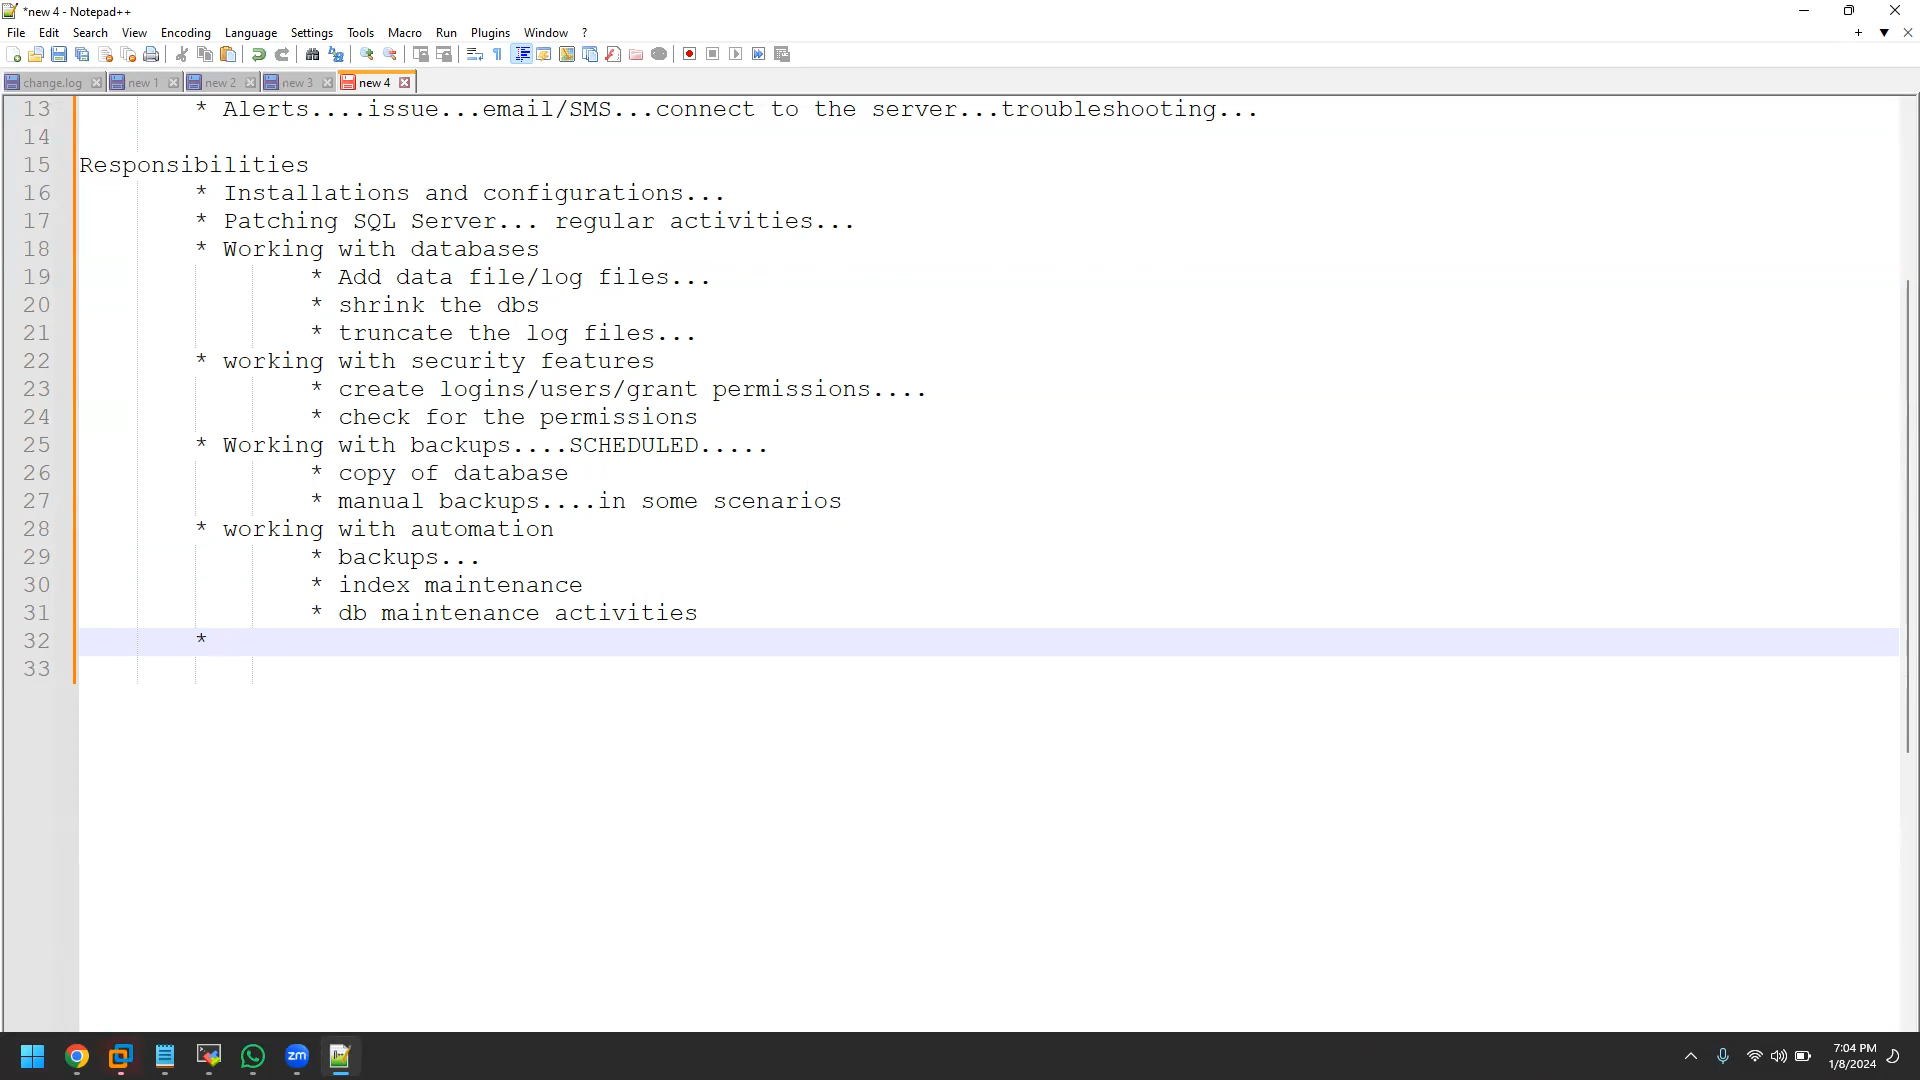 *new 4 - Notepad++
File Edit Search View Encoding Language Settings Tools Macro Run Plugins Window ?
change.log new 1 new 2 new 3 new 4
13 * Alerts....issue...email/SMS...connect to the server...troubleshooting...
14
15 Responsibilities
16 * Installations and configurations...
17 * Patching SQL Server... regular activities...
18 * Working with databases
19 * Add data file/log files...
20 * shrink the dbs
21 * truncate the log files...
22 * working with security features
23 * create logins/users/grant permissions....
24 * check for the permissions
25 * Working with backups....SCHEDULED.....
26 * copy of database
27 * manual backups....in some scenarios
28 * working with automation
29 * backups...
30 * index maintenance
31 * db maintenance activities
32 *
33
zm
7:04 PM
1/8/2024